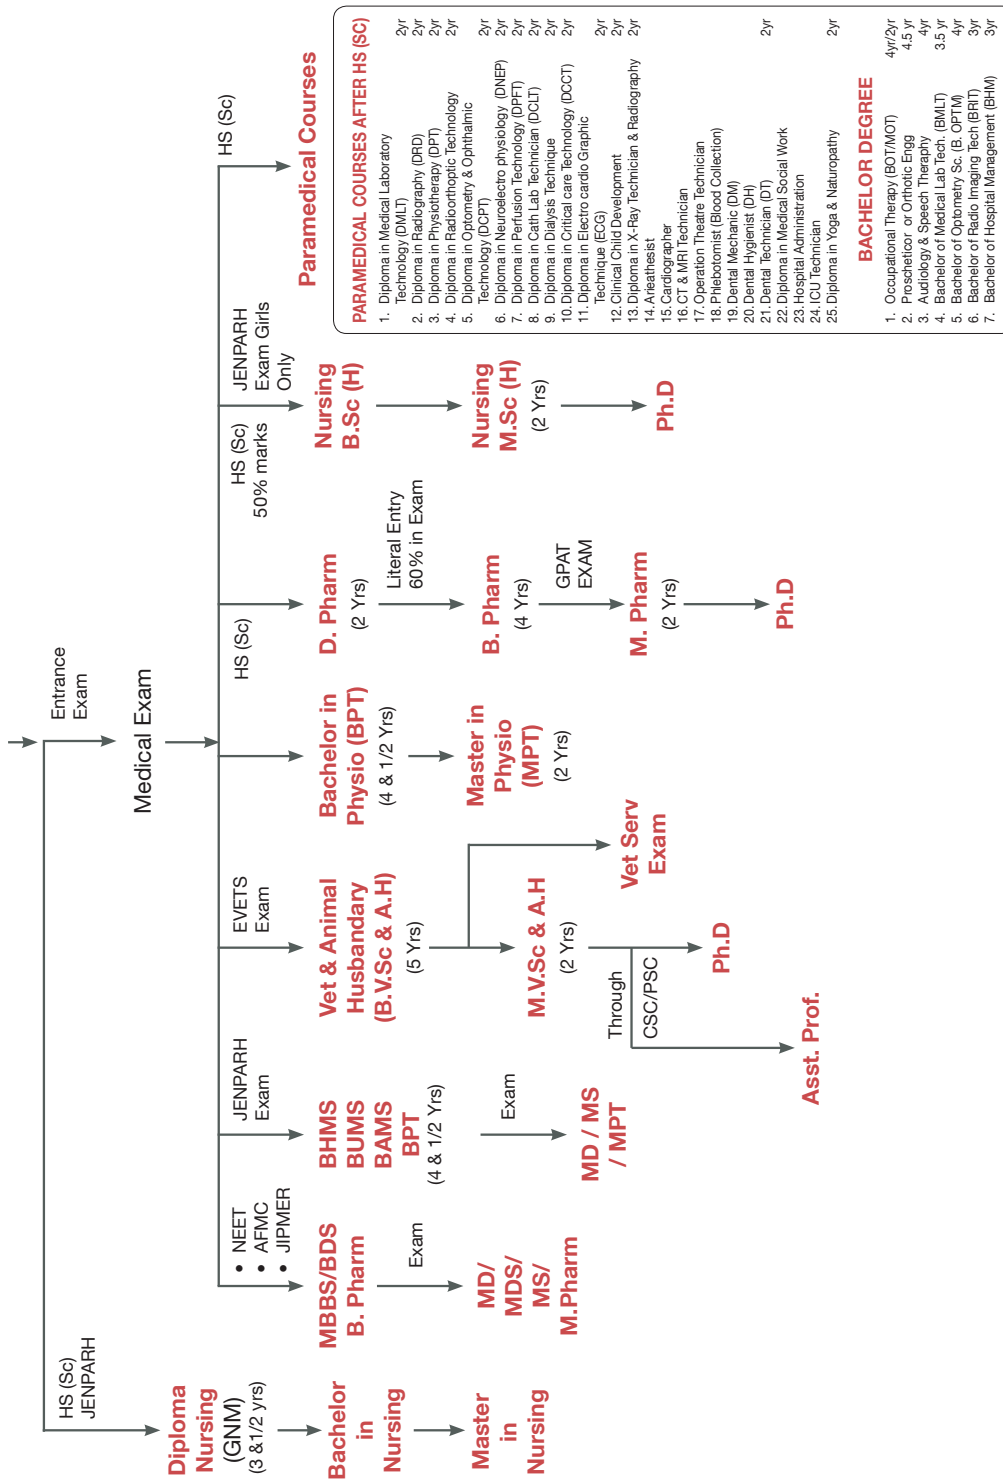 Entrance
Exam
HS (Sc)
JENPARH
Medical Exam
Diploma
Nursing
(GNM)
(3 &1/2 yrs)
Bachelor
in
Nursing
Master
in
Nursing
• NEET
• AFMC
• JIPMER
MBBS/BDS
B. Pharm
Exam
MD/
MDS/
MS/
M.Pharm
JENPARH
Exam
BHMS
BUMS
BAMS
BPT
(4 & 1/2 Yrs)
Exam
MD / MS
/ MPT
EVETS
Exam
Vet & Animal
Husbandary
(B.V.Sc & A.H)
(5 Yrs)
M.V.Sc & A.H
(2 Yrs)
Vet Serv
Exam
Through
CSC/PSC
Ph.D
Asst. Prof.
Bachelor in
Physio (BPT)
(4 & 1/2 Yrs)
Master in
Physio
(MPT)
(2 Yrs)
HS (Sc)
D. Pharm
(2 Yrs)
Literal Entry
60% in Exam
B. Pharm
(4 Yrs)
GPAT
EXAM
M. Pharm
(2 Yrs)
Ph.D
HS (Sc)
50% marks
JENPARH
Exam Girls
Only
Nursing
B.Sc (H)
Nursing
M.Sc (H)
(2 Yrs)
Ph.D
HS (Sc)
Paramedical Courses
PARAMEDICAL COURSES AFTER HS (SC)
1. Diploma in Medical Laboratory
Technology (DMLT) 2yr
2. Diploma in Radiography (DRD) 2yr
3. Diploma in Physiotherapy (DPT) 2yr
4. Diploma in Radioorthoptic Technology 2yr
5. Diploma in Optometry & Ophthalmic
Technology (DCPT) 2yr
6. Diploma in Neuroelectro physiology (DNEP) 2yr
7. Diploma in Perfusion Technology (DPFT) 2yr
8. Diploma in Cath Lab Technician (DCLT) 2yr
9. Diploma in Dialysis Technique 2yr
10. Diploma in Critical care Technology (DCCT) 2yr
11. Diploma in Electro cardio Graphic
Technique (ECG) 2yr
12. Clinical Child Development 2yr
13. Diploma in X-Ray Technician & Radiography 2yr
14. Arleathesist
15. Cardiographer
16. CT & MRI Technician
17. Operation Theatre Technician
18. Phlebotomist (Blood Collection)
19. Dental Mechanic (DM)
20. Dental Hygienist (DH)
21. Dental Technician (DT) 2yr
22. Diploma in Medical Social Work
23. Hospital Administration
24. ICU Technician
25. Diploma in Yoga & Naturopathy 2yr
BACHELOR DEGREE
1. Occupational Therapy (BOT/MOT) 4yr/2yr
2. Prosheticor or Orthotic Engg 4.5 yr
3. Audiology & Speech Theraphy 4yr
4. Bachelor of Medical Lab Tech. (BMLT) 3.5 yr
5. Bachelor of Optometry Sc. (B. OPTM) 4yr
6. Bachelor of Radio Imaging Tech (BRIT) 3yr
7. Bachelor of Hospital Management (BHM) 3yr